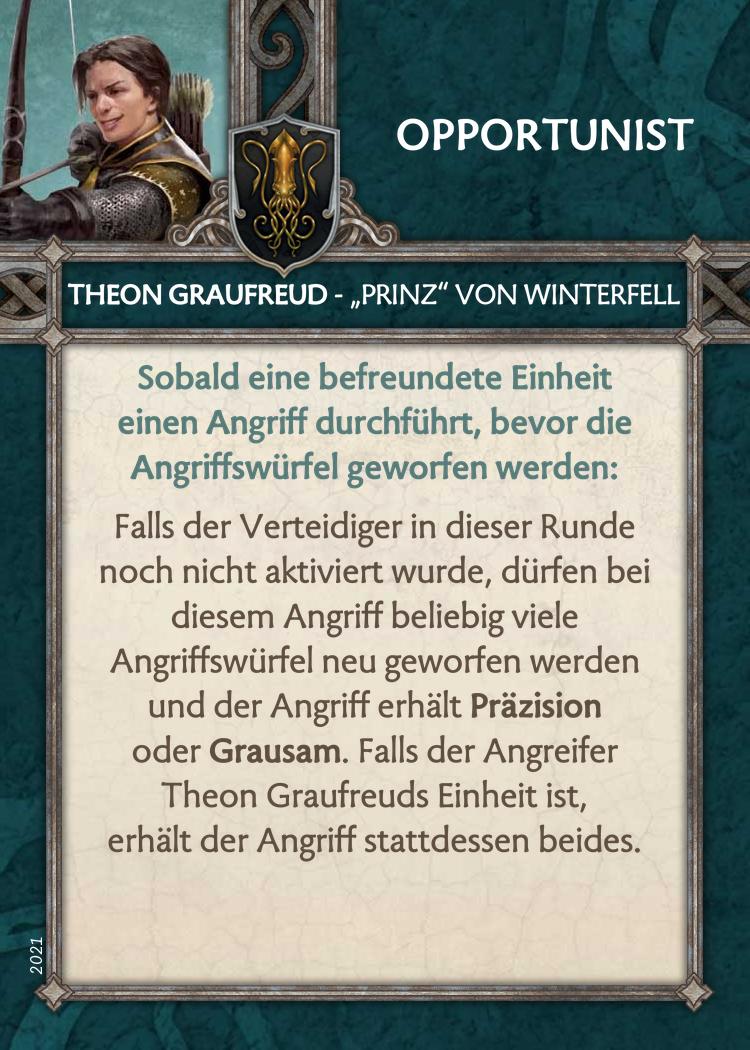 OPPORTUNIST
THEON GRAUFREUD - „PRINZ“ VON WINTERFELL
Sobald eine befreundete Einheit
einen Angriff durchführt, bevor die
Angriffswürfel geworfen werden:
Falls der Verteidiger in dieser Runde
noch nicht aktiviert wurde, dürfen bei
diesem Angriff beliebig viele
Angriffswürfel neu geworfen werden
und der Angriff erhält Präzision
oder Grausam. Falls der Angreifer
Theon Graufreuds Einheit ist,
erhält der Angriff stattdessen beides.
2021